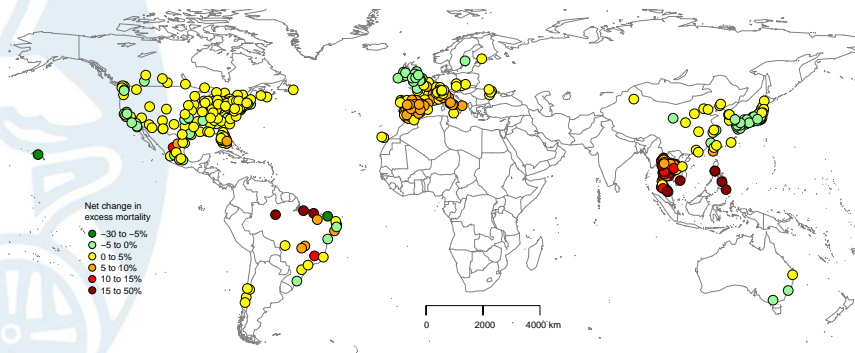 Net change in
excess mortality
−30 to −5%
−5 to 0%
0 to 5%
5 to 10%
10 to 15%
15 to 50%
0 2000 4000 km